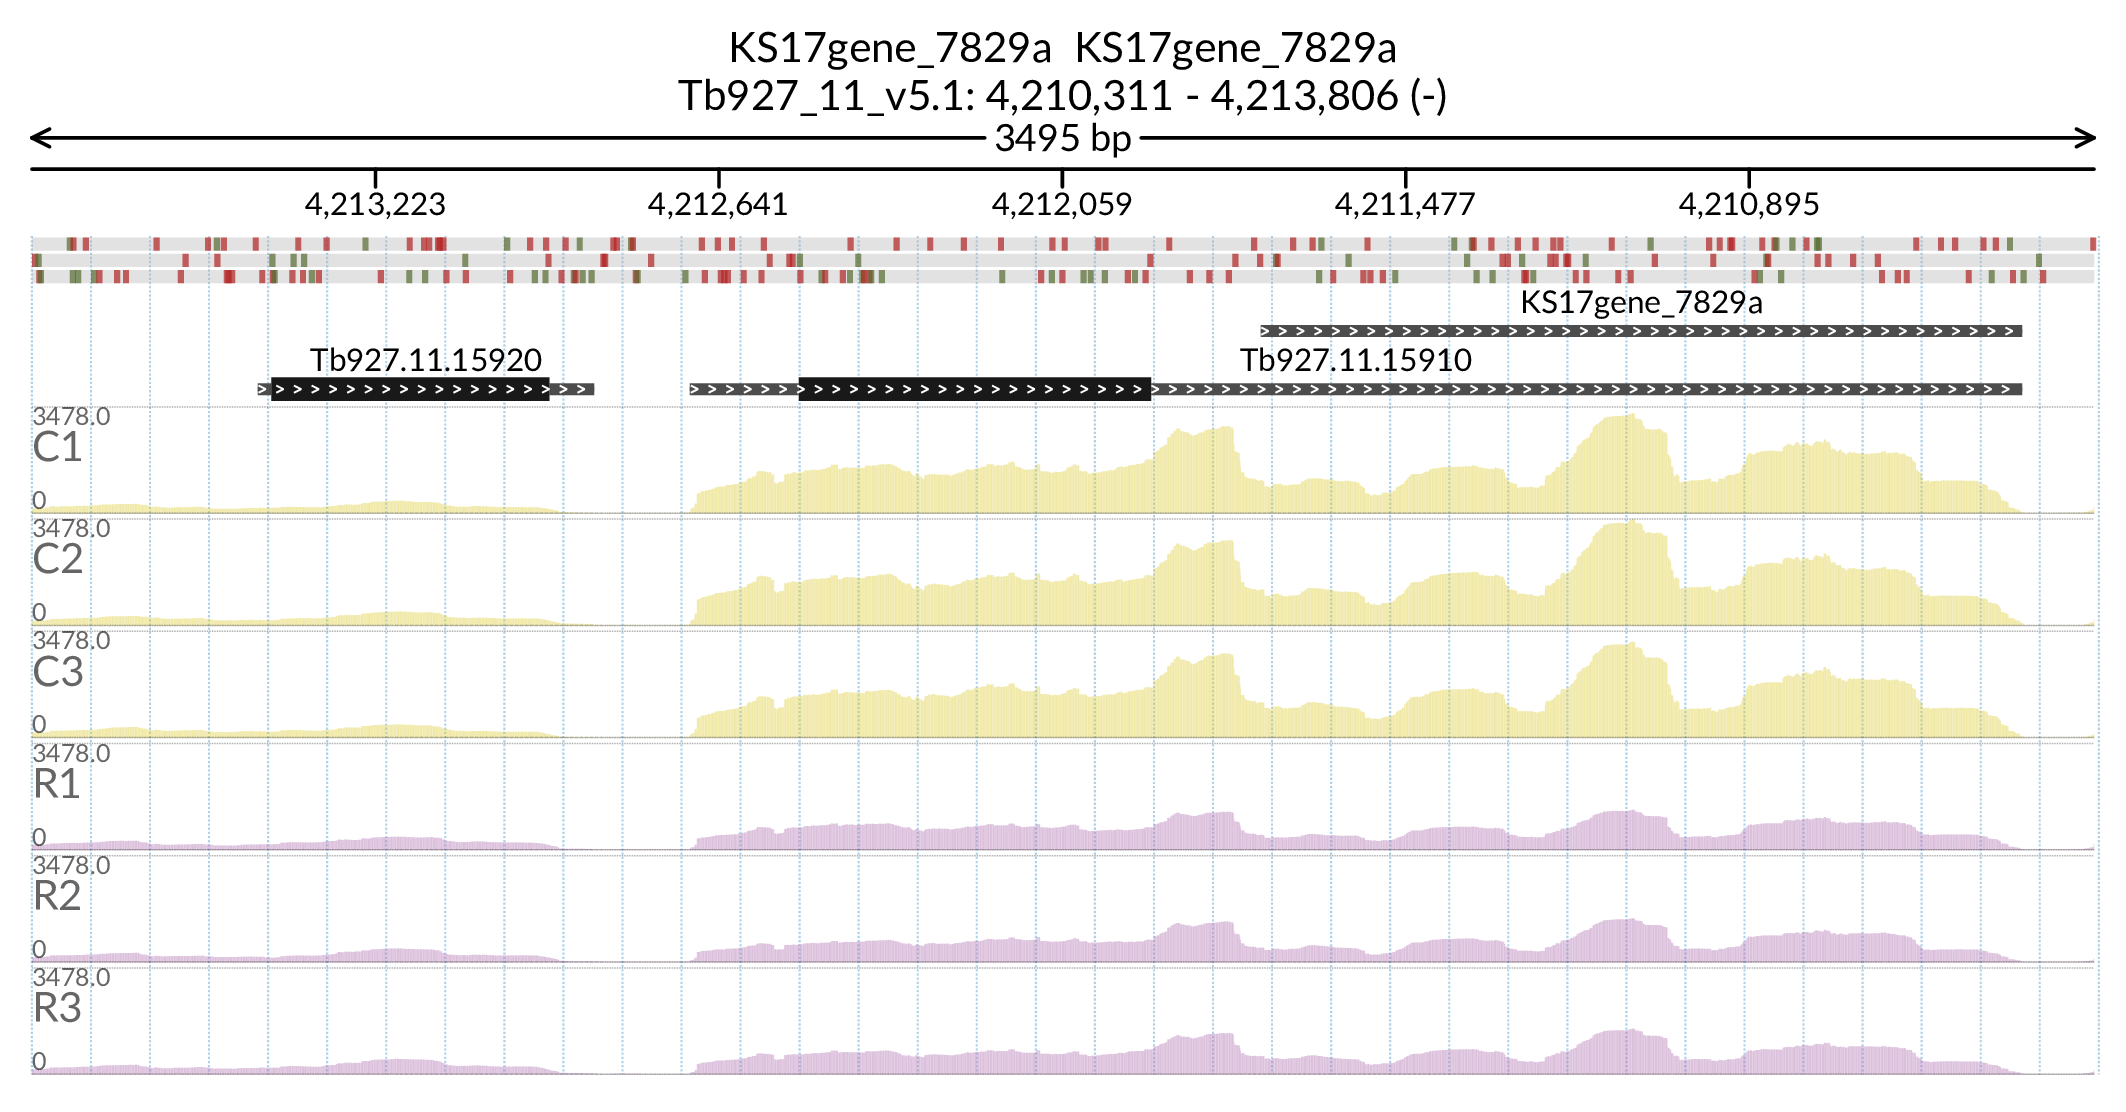 KS17gene_7829a  KS17gene_7829a
Tb927_11_v5.1: 4,210,311 - 4,213,806 (-)
3495 bp
4,213,223 4,212,641 4,212,059 4,211,477 4,210,895
KS17gene_7829a
Tb927.11.15920 Tb927.11.15910
3478.0
C1
0
3478.0
C2
0
3478.0
C3
0
3478.0
R1
0
3478.0
R2
0
3478.0
R3
0